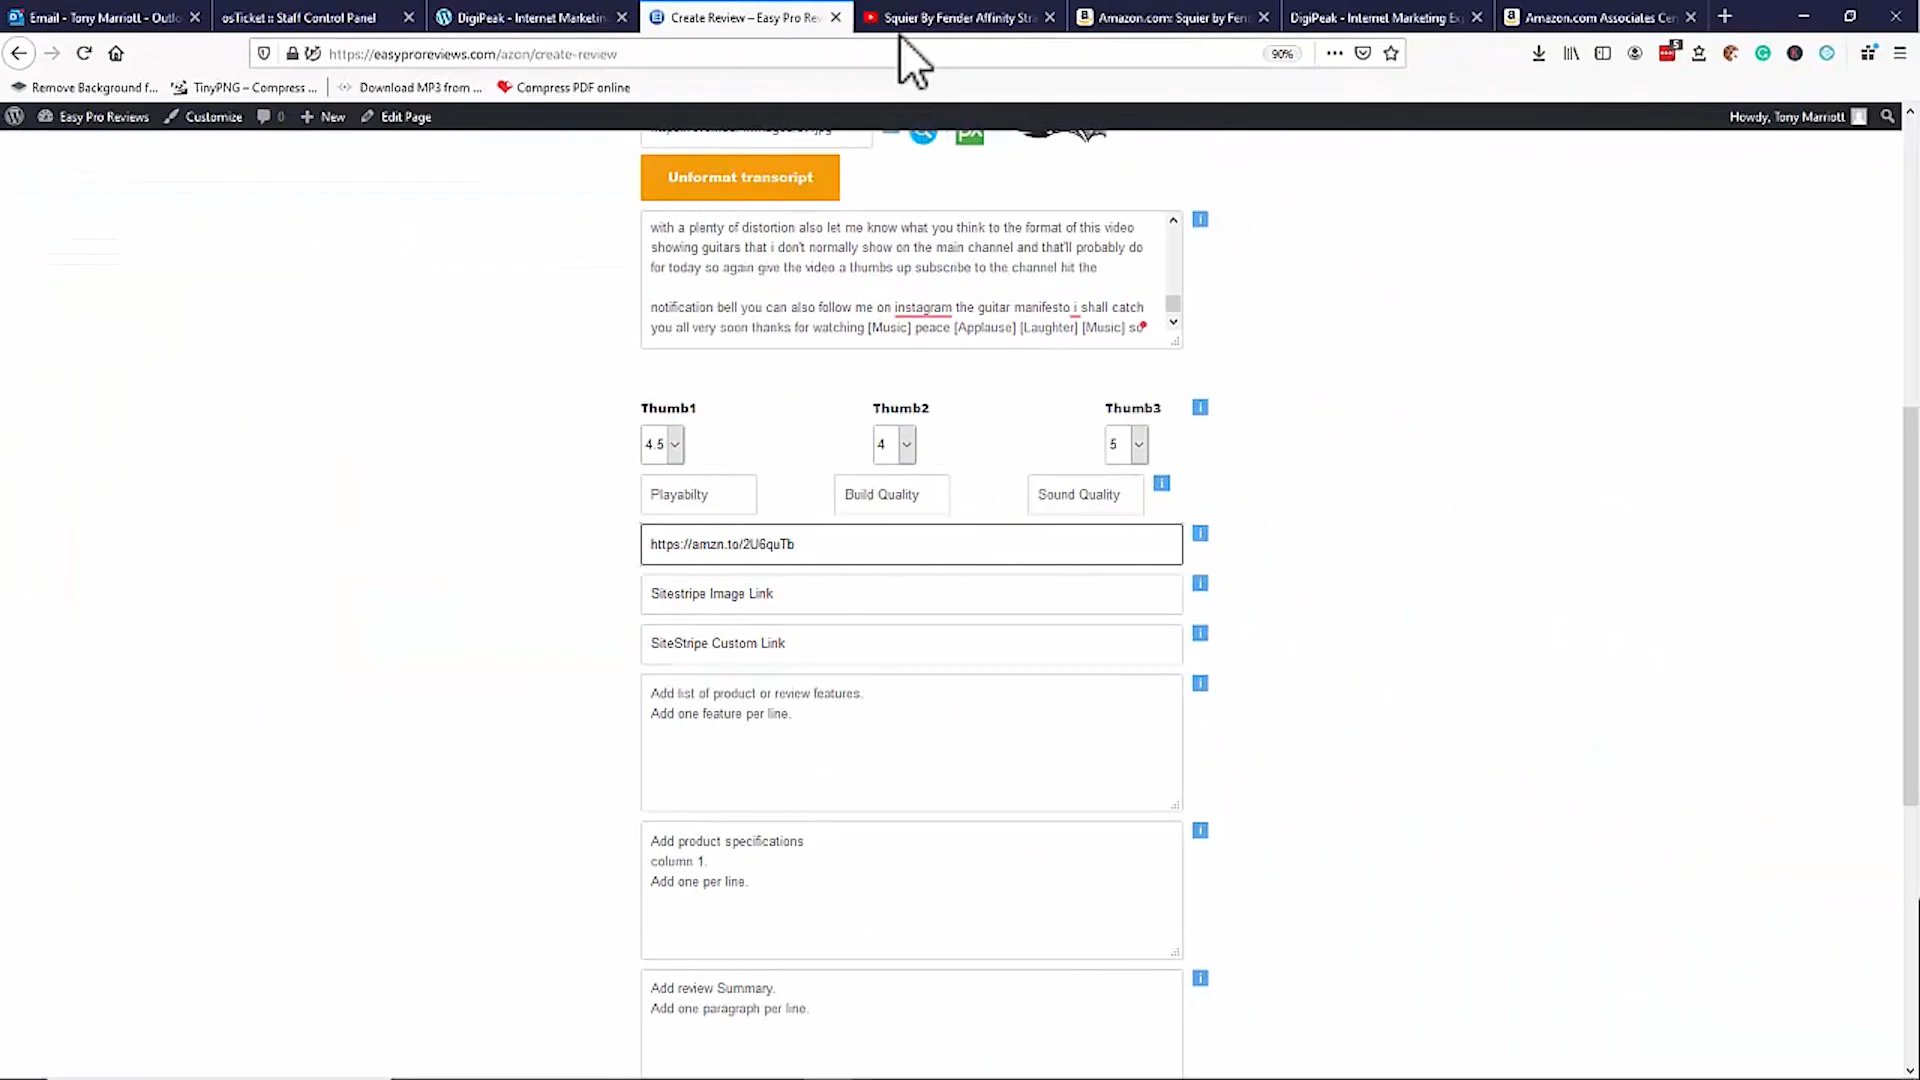 Email - Tony Marriott - Outlo
osTicket :: Staff Control Panel
DigiPeak - Internet Marketin
Create Review – Easy Pro Rev
Squier By Fender Affinity Stra
Amazon.com: Squier by Fen
DigiPeak - Internet Marketing Ex
Amazon.com Associates Cen
https://easyproreviews.com/azon/create-review
90%
5
Remove Background f...
TinyPNG – Compress ...
Download MP3 from ...
Compress PDF online
Easy Pro Reviews
Customize
0
New
Edit Page
Howdy, Tony Marriott
Unformat transcript
with a plenty of distortion also let me know what you think to the format of this video
showing guitars that i don't normally show on the main channel and that'll probably do
for today so again give the video a thumbs up subscribe to the channel hit the
notification bell you can also follow me on instagram the guitar manifesto i shall catch
you all very soon thanks for watching [Music] peace [Applause] [Laughter] [Music] so
Thumb1
Thumb2
Thumb3
4.5
4
5
Playabilty
Build Quality
Sound Quality
https://amzn.to/2U6quTb
Sitestripe Image Link
SiteStripe Custom Link
Add list of product or review features.
Add one feature per line.
Add product specifications
column 1.
Add one per line.
Add review Summary.
Add one paragraph per line.